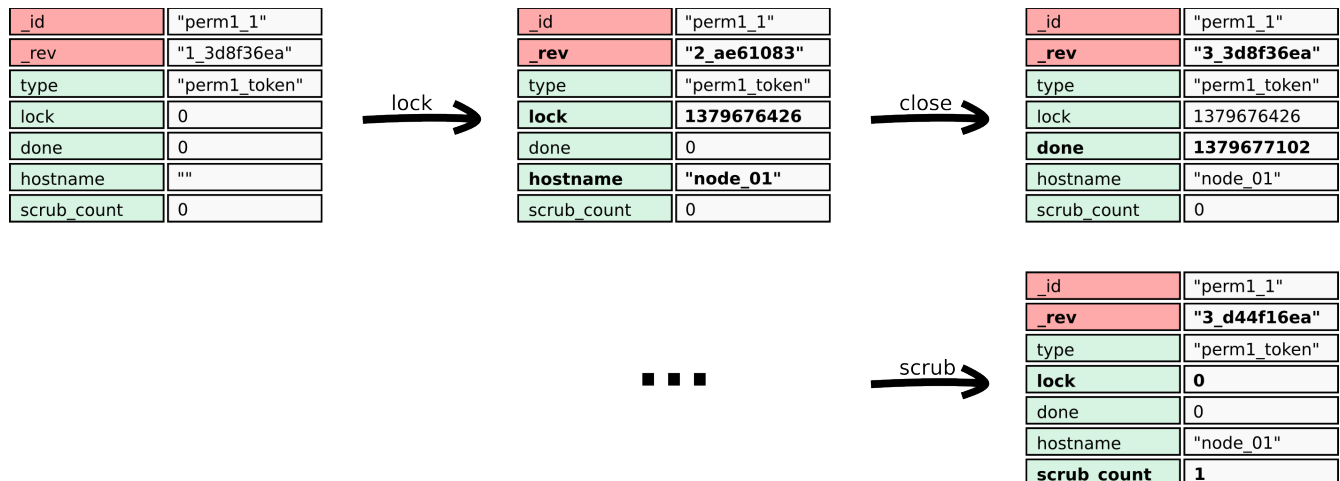 _id "perm1_1"
_rev "1_3d8f36ea"
type "perm1_token"
lock 0
done 0
hostname ""
scrub_count 0
lock
_id "perm1_1"
_rev "2_ae61083"
type "perm1_token"
lock 1379676426
done 0
hostname "node_01"
scrub_count 0
close
_id "perm1_1"
_rev "3_3d8f36ea"
type "perm1_token"
lock 1379676426
done 1379677102
hostname "node_01"
scrub_count 0
...
scrub
_id "perm1_1"
_rev "3_d44f16ea"
type "perm1_token"
lock 0
done 0
hostname "node_01"
scrub_count 1